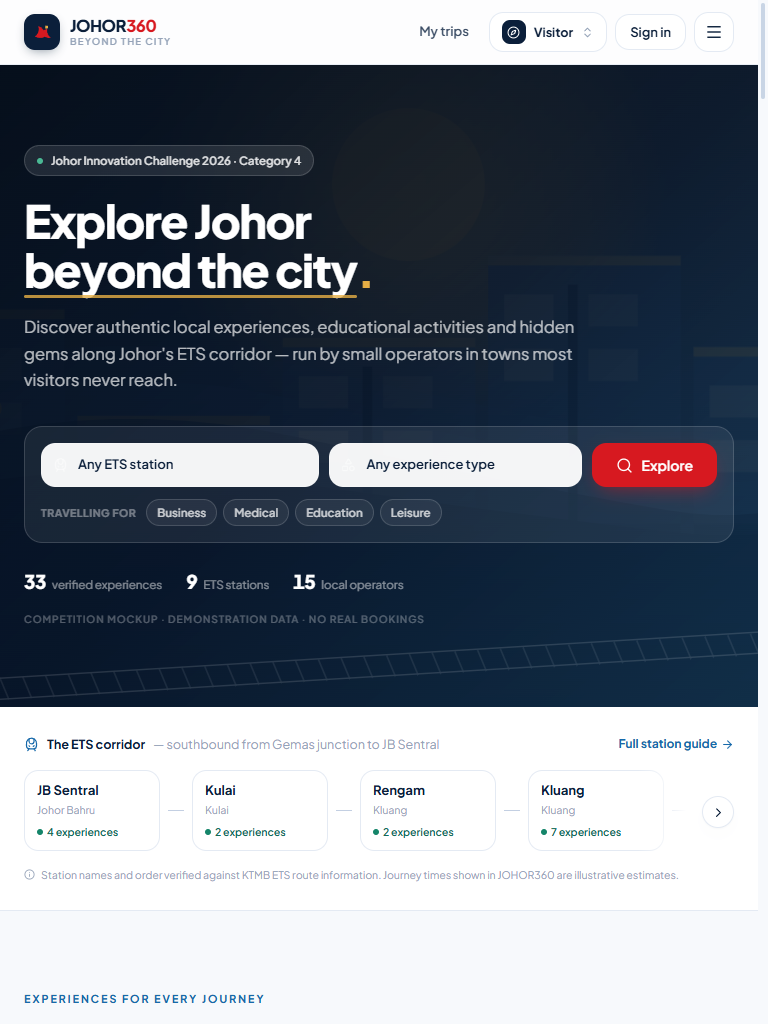 JOHOR360
BEYOND THE CITY
My trips
Visitor
Sign in
Johor Innovation Challenge 2026 · Category 4
Explore Johor
beyond the city.
Discover authentic local experiences, educational activities and hidden
gems along Johor's ETS corridor — run by small operators in towns most
visitors never reach.
Any ETS station
Any experience type
Explore
TRAVELLING FOR
Business
Medical
Education
Leisure
33 verified experiences
9 ETS stations
15 local operators
COMPETITION MOCKUP · DEMONSTRATION DATA · NO REAL BOOKINGS
The ETS corridor — southbound from Gemas junction to JB Sentral
Full station guide →
JB Sentral
Johor Bahru
4 experiences
Kulai
Kulai
2 experiences
Rengam
Kluang
2 experiences
Kluang
Kluang
7 experiences
Station names and order verified against KTMB ETS route information. Journey times shown in JOHOR360 are illustrative estimates.
EXPERIENCES FOR EVERY JOURNEY